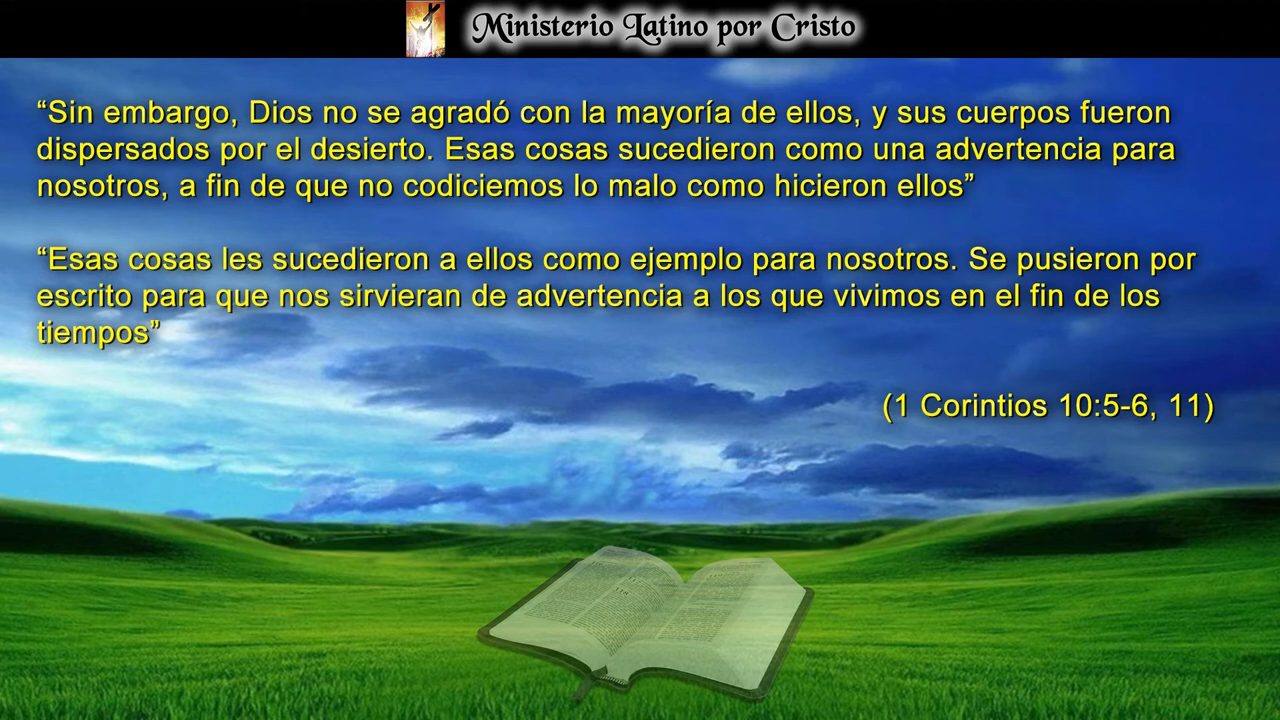 Ministerio Latino por Cristo
“Sin embargo, Dios no se agradó con la mayoría de ellos, y sus cuerpos fueron
dispersados por el desierto. Esas cosas sucedieron como una advertencia para
nosotros, a fin de que no codiciemos lo malo como hicieron ellos”
“Esas cosas les sucedieron a ellos como ejemplo para nosotros. Se pusieron por
escrito para que nos sirvieran de advertencia a los que vivimos en el fin de los
tiempos”
(1 Corintios 10:5-6, 11)